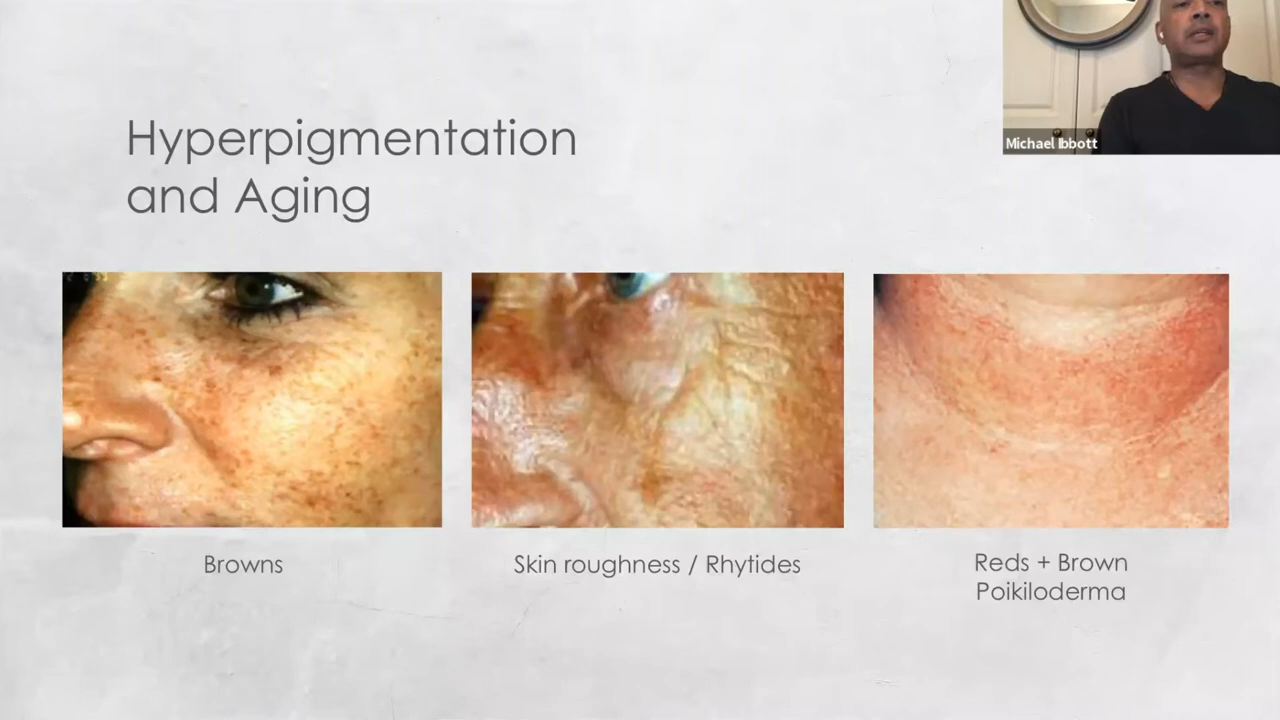 Hyperpigmentation
and Aging
Michael Ibbott
Browns
Skin roughness / Rhytides
Reds + Brown
Poikiloderma